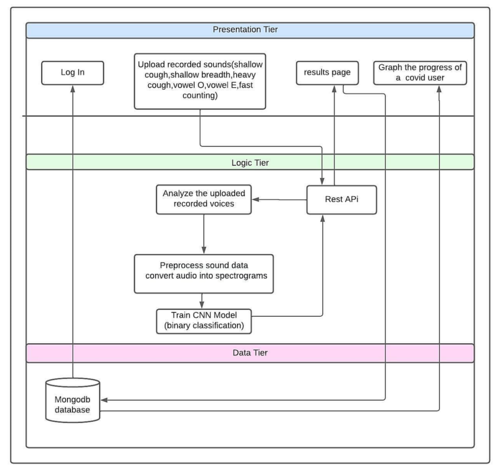 Presentation Tier
Log In
Upload recorded sounds(shallow
cough,shallow breadth,heavy
cough,vowel O,vowel E,fast
counting)
results page
Graph the progress of
a covid user
Logic Tier
Analyze the uploaded
recorded voices
Rest APi
Preprocess sound data
convert audio into spectrograms
Train CNN Model
(binary classification)
Data Tier
Mongodb
database